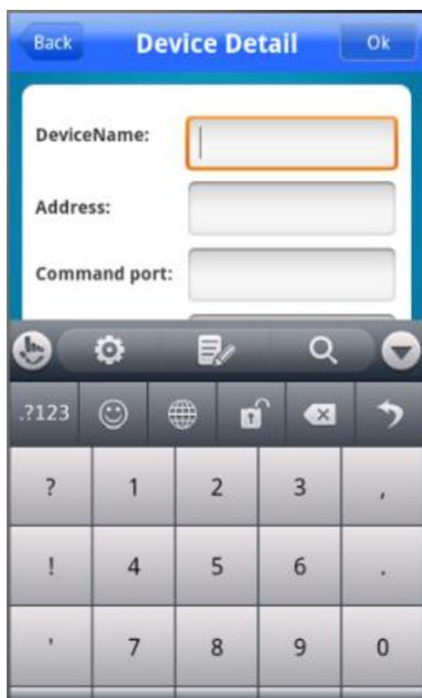 Back Device Detail Ok
DeviceName:
Address:
Command port:
.?123
? 1 2 3 ,
! 4 5 6 .
' 7 8 9 0